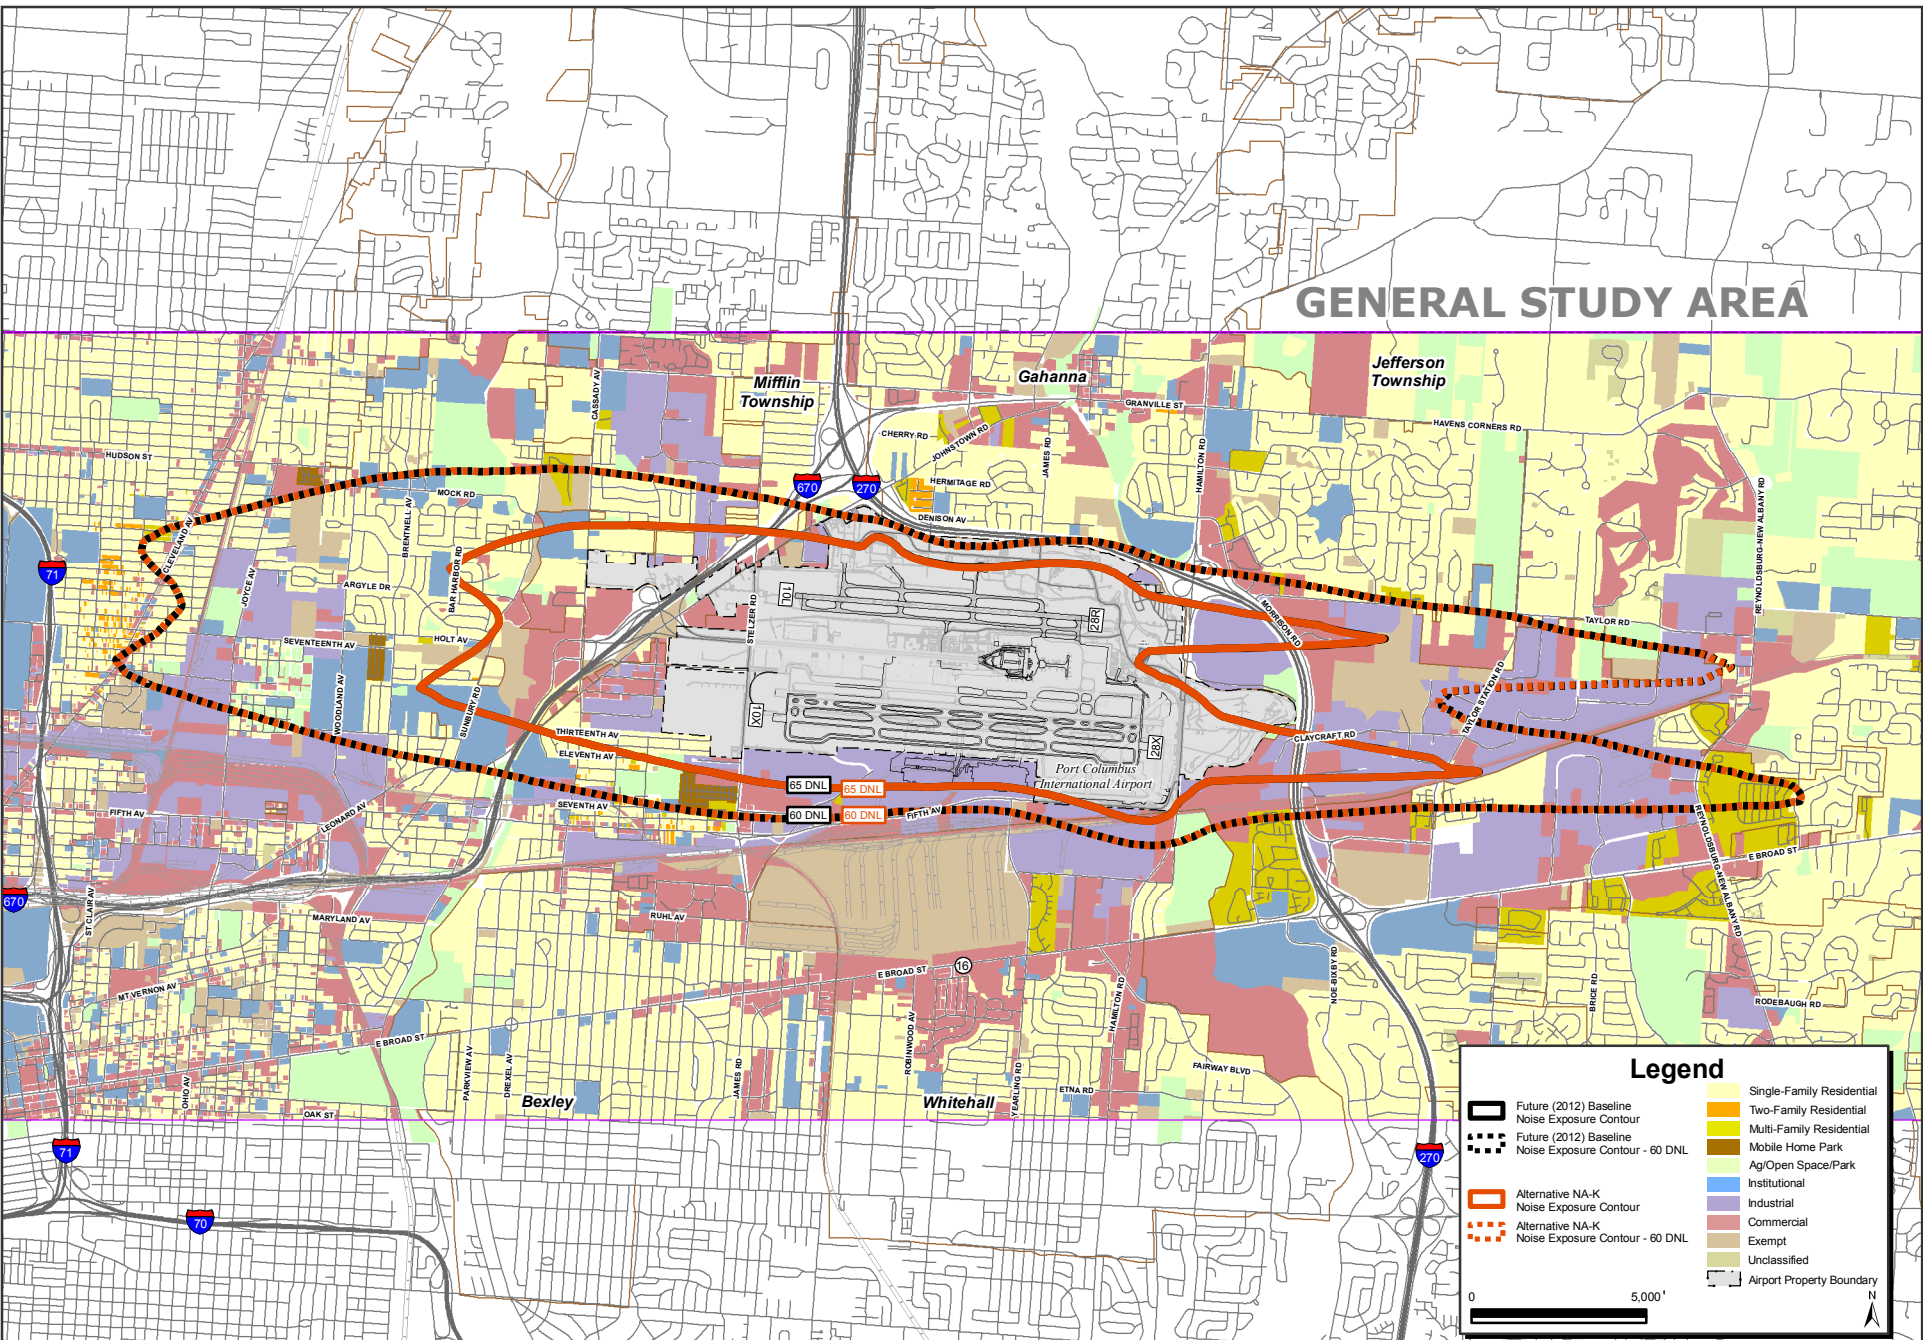 GENERAL STUDY AREA
Jefferson
Township
Gahanna
Mifflin
Township
GRANVILLE ST
HAVENS CORNERS RD
CASSADY AV
CHERRY RD
JOHNSTOWN RD
JAMES RD
HAMILTON RD
HUDSON ST
MOCK RD
HERMITAGE RD
670
270
DENISON AV
REYNOLDSBURG-NEW ALBANY RD
CLEVELAND AV
BRENTNELL AV
BAR HARBOR RD
71
JOYCE AV
ARGYLE DR
10L
28R
STELZER RD
MORRISON RD
TAYLOR RD
SEVENTEENTH AV
HOLT AV
WOODLAND AV
SUNBURY RD
TAYLOR STATION RD
10X
28X
THIRTEENTH AV
ELEVENTH AV
CLAYCRAFT RD
Port Columbus
International Airport
65 DNL
65 DNL
60 DNL
60 DNL
SEVENTH AV
FIFTH AV
FIFTH AV
LEONARD AV
REYNOLDSBURG-NEW ALBANY RD
E BROAD ST
670
ST CLAIR AV
MARYLAND AV
RUHL AV
E BROAD ST
16
MT VERNON AV
HAMILTON RD
NOE-BIXBY RD
BRICE RD
RODEBAUGH RD
E BROAD ST
PARKVIEW AV
DREXEL AV
JAMES RD
ROBINWOOD AV
YEARLING RD
ETNA RD
FAIRWAY BLVD
OHIO AV
OAK ST
Bexley
Whitehall
71
270
70
Legend
Future (2012) Baseline
Noise Exposure Contour
Future (2012) Baseline
Noise Exposure Contour - 60 DNL
Alternative NA-K
Noise Exposure Contour
Alternative NA-K
Noise Exposure Contour - 60 DNL
Single-Family Residential
Two-Family Residential
Multi-Family Residential
Mobile Home Park
Ag/Open Space/Park
Institutional
Industrial
Commercial
Exempt
Unclassified
Airport Property Boundary
0 5,000'
N